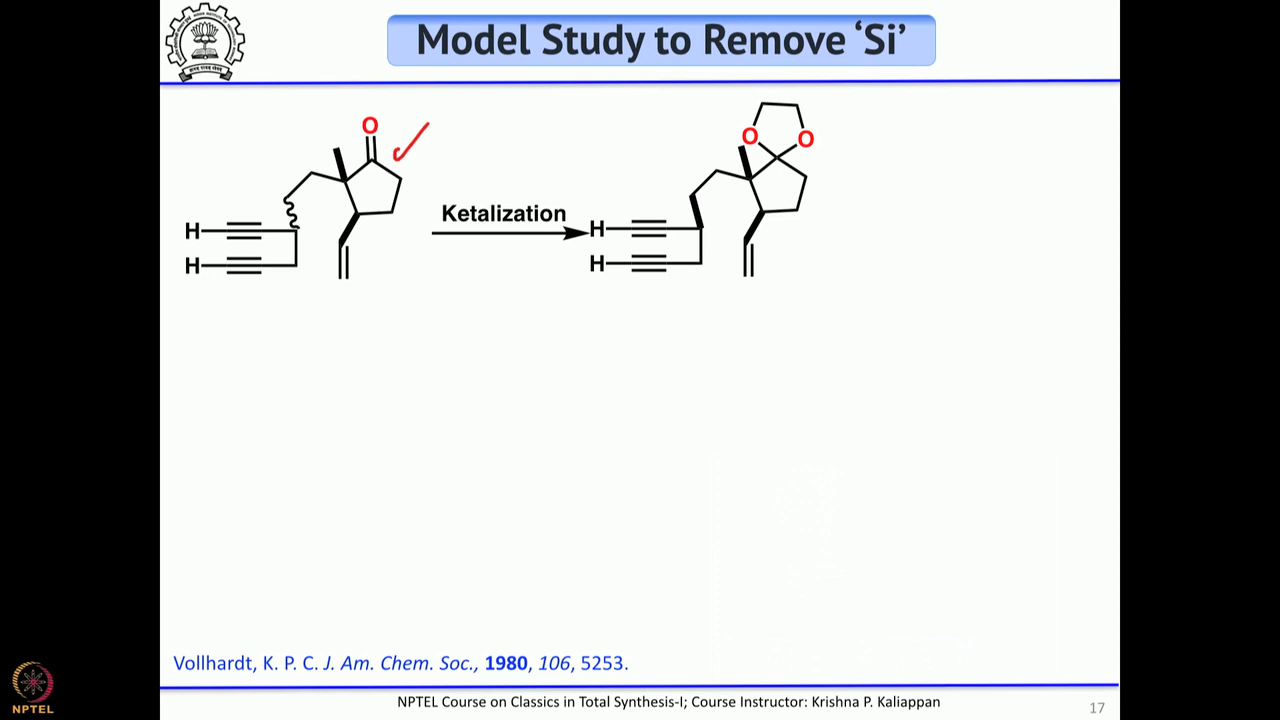 Model Study to Remove ‘Si’
O
H
H
Ketalization
O O
H
H
Vollhardt, K. P. C. J. Am. Chem. Soc., 1980, 106, 5253.
NPTEL
NPTEL Course on Classics in Total Synthesis-I; Course Instructor: Krishna P. Kaliappan
17